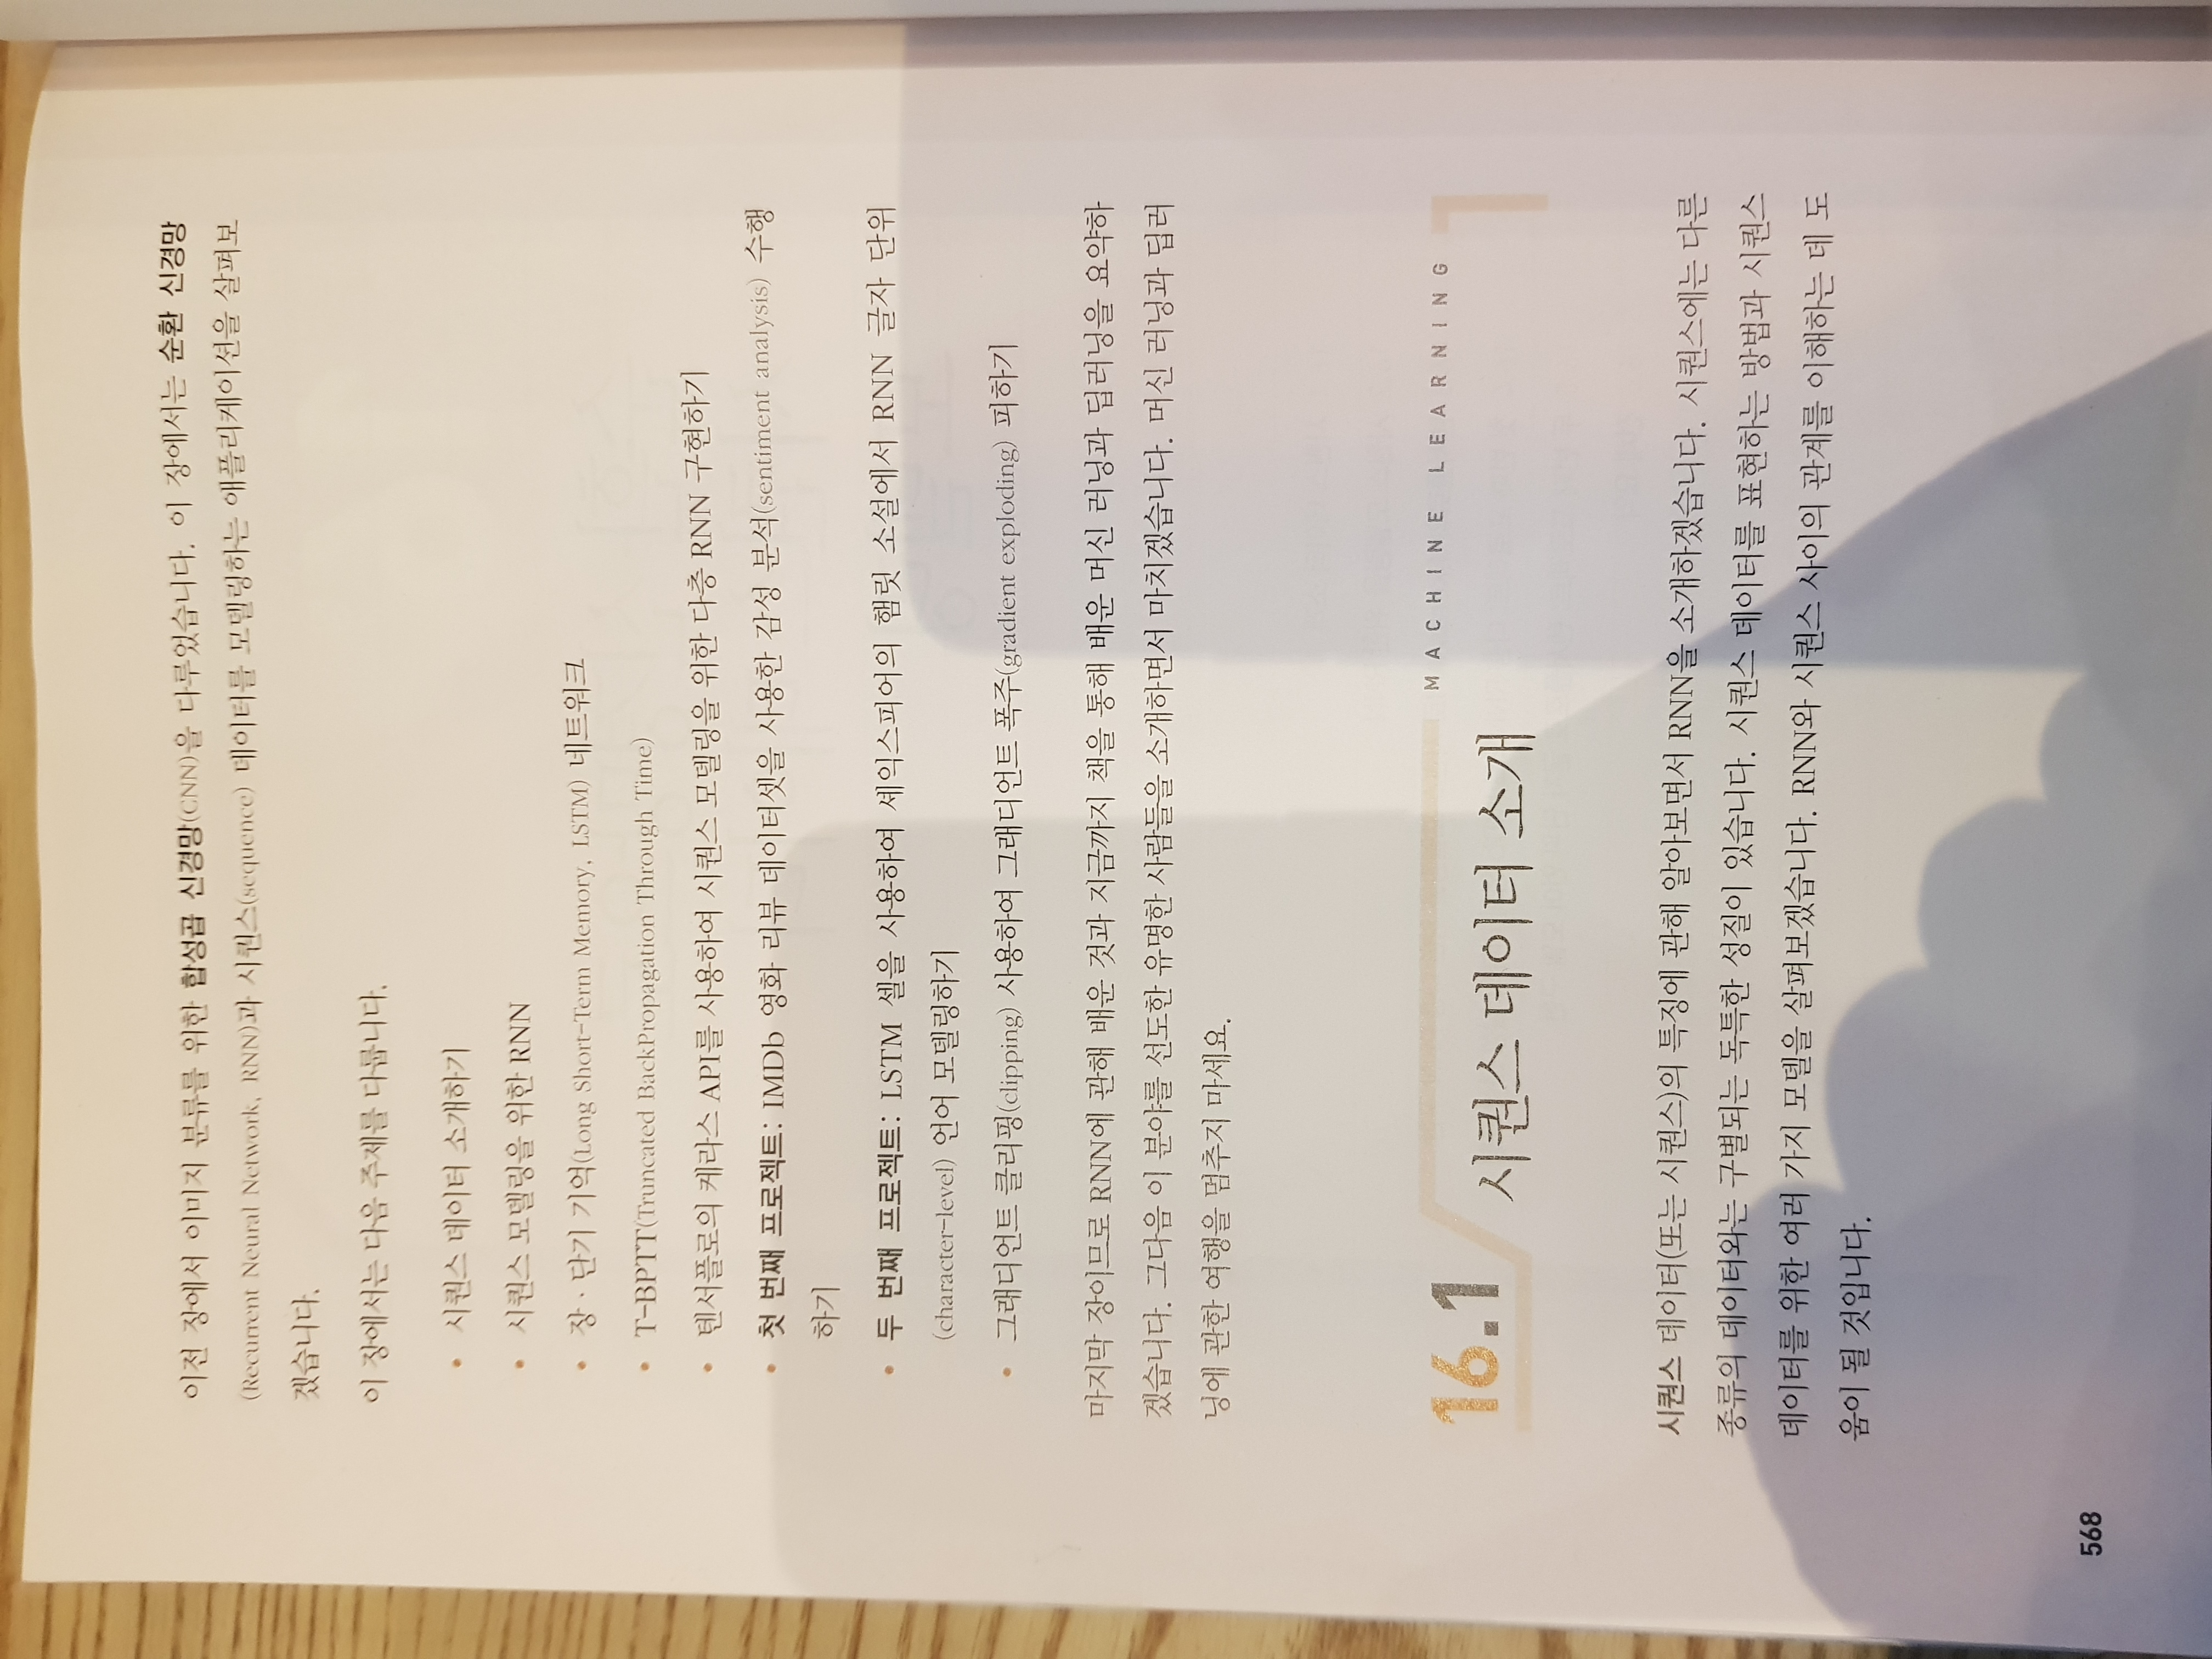 이전 장에서 이미지 분류를 위한 합성곱 신경망(CNN)을 다루었습니다. 이 장에서는 순환 신경망
(Recurrent Neural Network, RNN)과 시퀀스(sequence) 데이터를 모델링하는 애플리케이션을 살펴보
겠습니다.
이 장에서는 다음 주제를 다룹니다.
• 시퀀스 데이터 소개하기
• 시퀀스 모델링을 위한 RNN
• 장·단기 기억(Long Short-Term Memory, LSTM) 네트워크
• T-BPTT(Truncated BackPropagation Through Time)
• 텐서플로의 케라스 API를 사용하여 시퀀스 모델링을 위한 다층 RNN 구현하기
• 첫 번째 프로젝트: IMDb 영화 리뷰 데이터셋을 사용한 감성 분석(sentiment analysis) 수행
하기
• 두 번째 프로젝트: LSTM 셀을 사용하여 셰익스피어의 햄릿 소설에서 RNN 글자 단위
(character-level) 언어 모델링하기
• 그래디언트 클리핑(clipping) 사용하여 그래디언트 폭주(gradient exploding) 피하기
마지막 장이므로 RNN에 관해 배운 것과 지금까지 책을 통해 배운 머신 러닝과 딥러닝을 요약하
겠습니다. 그다음 이 분야를 선도한 유명한 사람들을 소개하면서 마치겠습니다. 머신 러닝과 딥러
닝에 관한 여행을 멈추지 마세요.
MACHINE LEARNING
16.1 시퀀스 데이터 소개
시퀀스 데이터(또는 시퀀스)의 특징에 관해 알아보면서 RNN을 소개하겠습니다. 시퀀스에는 다른
종류의 데이터와는 구별되는 독특한 성질이 있습니다. 시퀀스 데이터를 표현하는 방법과 시퀀스
데이터를 위한 여러 가지 모델을 살펴보겠습니다. RNN와 시퀀스 사이의 관계를 이해하는 데 도
움이 될 것입니다.
568